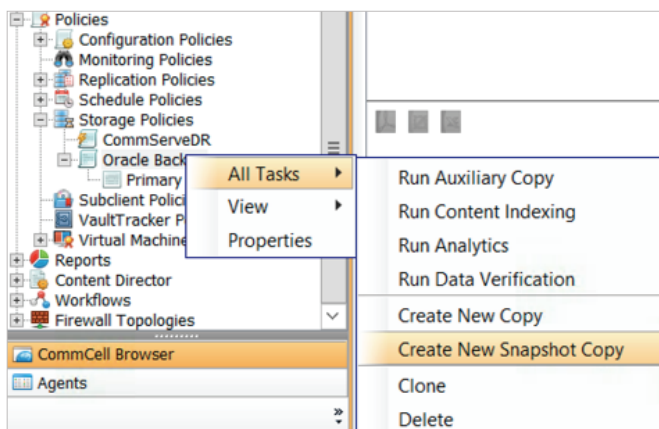 Policies
Configuration Policies
Monitoring Policies
Replication Policies
Schedule Policies
Storage Policies
CommServeDR
Oracle Back
Primary
Subclient Polici
VaultTracker P
Virtual Machine
Reports
Content Director
Workflows
Firewall Topologies
CommCell Browser
Agents
All Tasks
View
Properties
Run Auxiliary Copy
Run Content Indexing
Run Analytics
Run Data Verification
Create New Copy
Create New Snapshot Copy
Clone
Delete